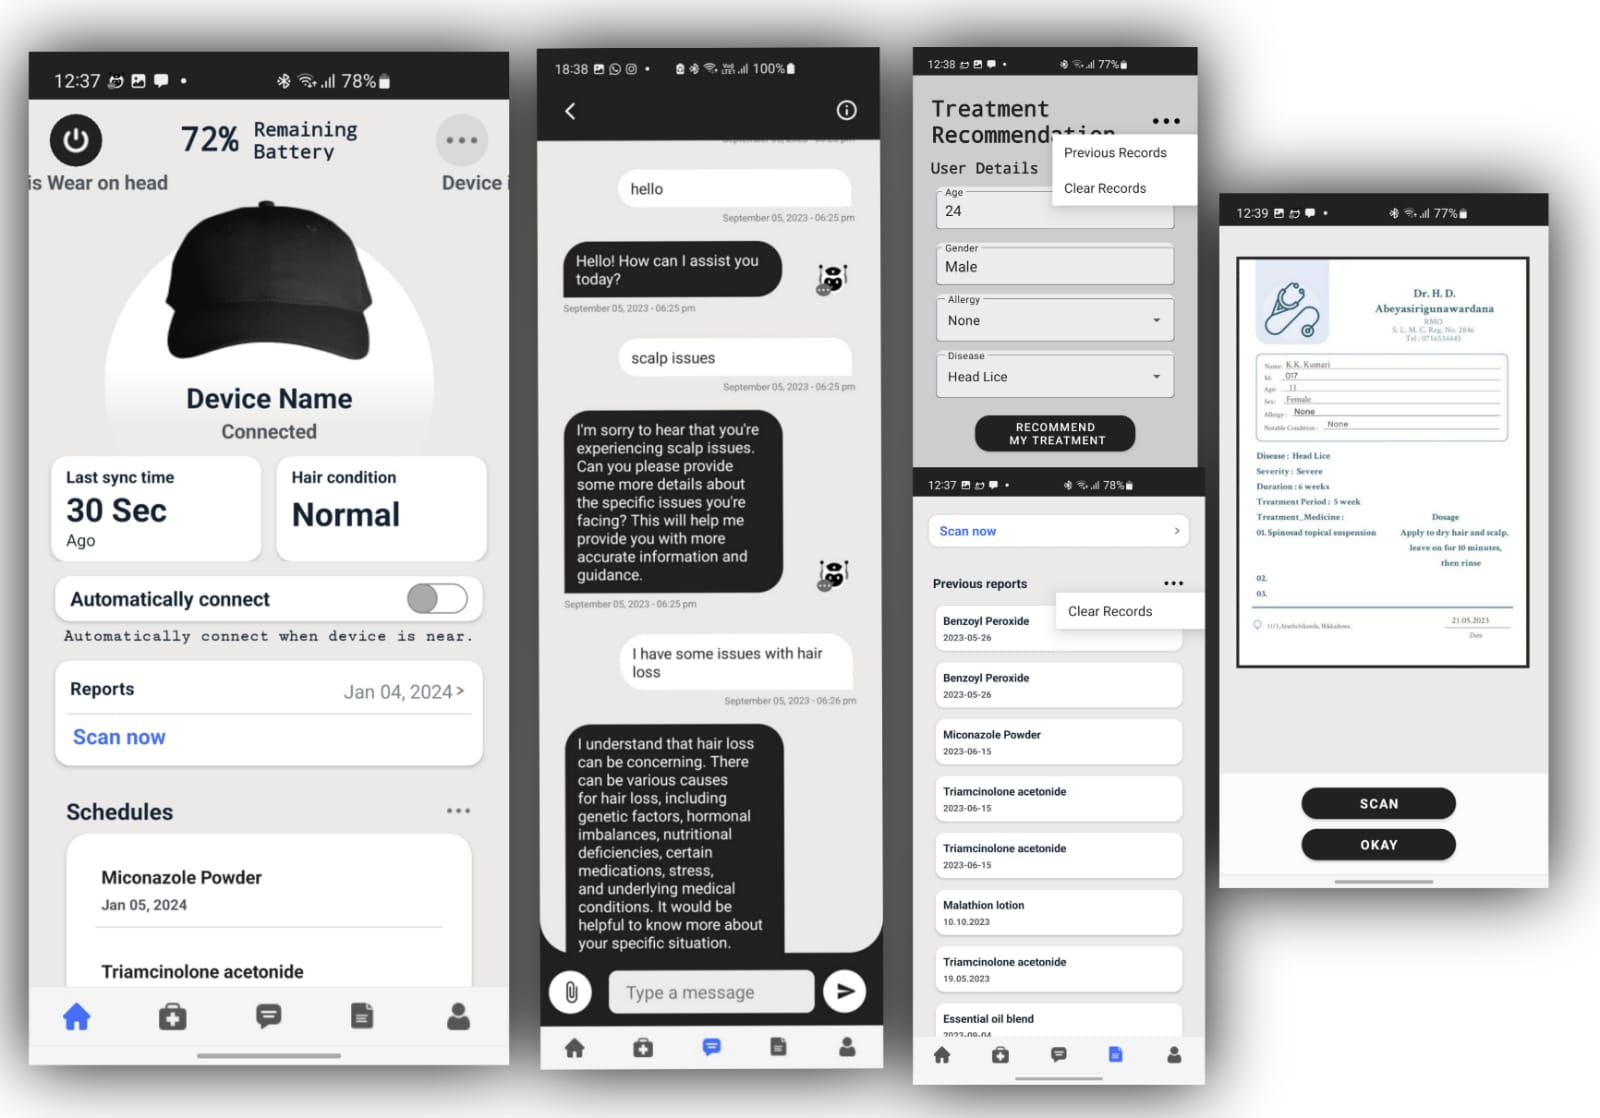 12:37 78%
72% Remaining
Battery
is Wear on head
Device i
Device Name
Connected
Last sync time
30 Sec
Ago
Hair condition
Normal
Automatically connect
Automatically connect when device is near.
Reports Jan 04, 2024 >
Scan now
Schedules
Miconazole Powder
Jan 05, 2024
Triamcinolone acetonide
18:38 100%
hello
September 05, 2023 - 06:25 pm
Hello! How can I assist you
today?
September 05, 2023 - 06:25 pm
scalp issues
September 05, 2023 - 06:25 pm
I'm sorry to hear that you're
experiencing scalp issues.
Can you please provide
some more details about
the specific issues you're
facing? This will help me
provide you with more
accurate information and
guidance.
September 05, 2023 - 06:25 pm
I have some issues with hair
loss
September 05, 2023 - 06:26 pm
I understand that hair loss
can be concerning. There
can be various causes
for hair loss, including
genetic factors, hormonal
imbalances, nutritional
deficiencies, certain
medications, stress,
and underlying medical
conditions. It would be
helpful to know more about
your specific situation.
Type a message
12:38 77%
Treatment
Recommendation
Previous Records
Clear Records
User Details
Age
24
Gender
Male
Allergy
None
Disease
Head Lice
RECOMMEND
MY TREATMENT
12:37 78%
Scan now >
Previous reports
Clear Records
Benzoyl Peroxide
2023-05-26
Benzoyl Peroxide
2023-05-26
Miconazole Powder
2023-06-15
Triamcinolone acetonide
2023-06-15
Triamcinolone acetonide
2023-06-15
Malathion lotion
10.10.2023
Triamcinolone acetonide
19.05.2023
Essential oil blend
2023-09-04
12:39 77%
Dr. H. D.
Abeyasirigunawardana
RMO
S. L. M. C. Reg. No. 2846
Tel : 0716534445
Name: K.K. Kumari
Id: 017
Age: 11
Sex: Female
Allergy: None
Notable Condition: None
Disease : Head Lice
Severity : Severe
Duration : 6 weeks
Treatment Period : 5 week
Treatment_Medicine : Dosage
01. Spinosad topical suspension Apply to dry hair and scalp,
leave on for 10 minutes,
then rinse
02.
03.
21.05.2023
Date
SCAN
OKAY